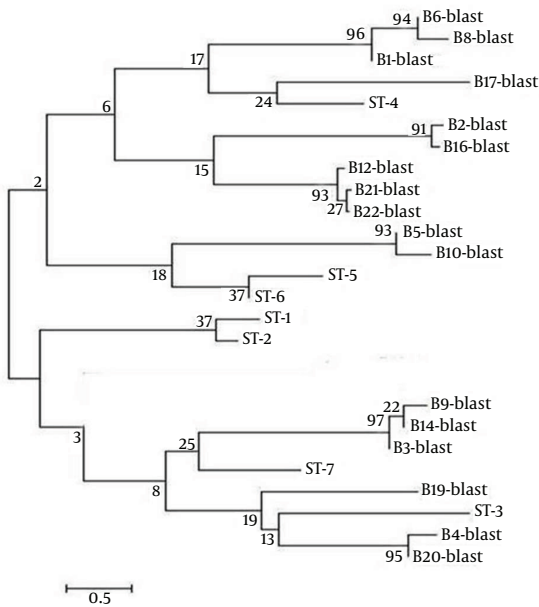 B6-blast
94
B8-blast
96
B1-blast
17
B17-blast
24
ST-4
6
B2-blast
91
B16-blast
15
B12-blast
93
B21-blast
27
B22-blast
2
B5-blast
93
B10-blast
18
ST-5
37
ST-6
37
ST-1
ST-2
B9-blast
22
B14-blast
97
B3-blast
3
25
ST-7
8
B19-blast
19
ST-3
13
B4-blast
95
B20-blast
0.5